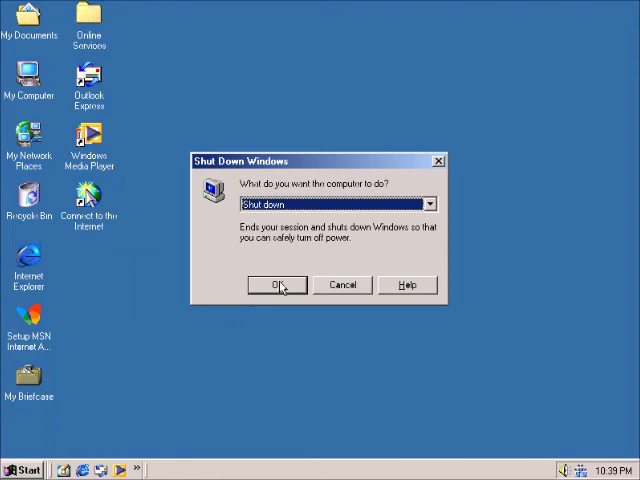 My Documents
Online
Services
My Computer
Outlook
Express
My Network
Places
Windows
Media Player
Recycle Bin
Connect to the
Internet
Internet
Explorer
Setup MSN
Internet A...
My Briefcase
Shut Down Windows
What do you want the computer to do?
Shut down
Ends your session and shuts down Windows so that
you can safely turn off power.
OK
Cancel
Help
Start
10:39 PM